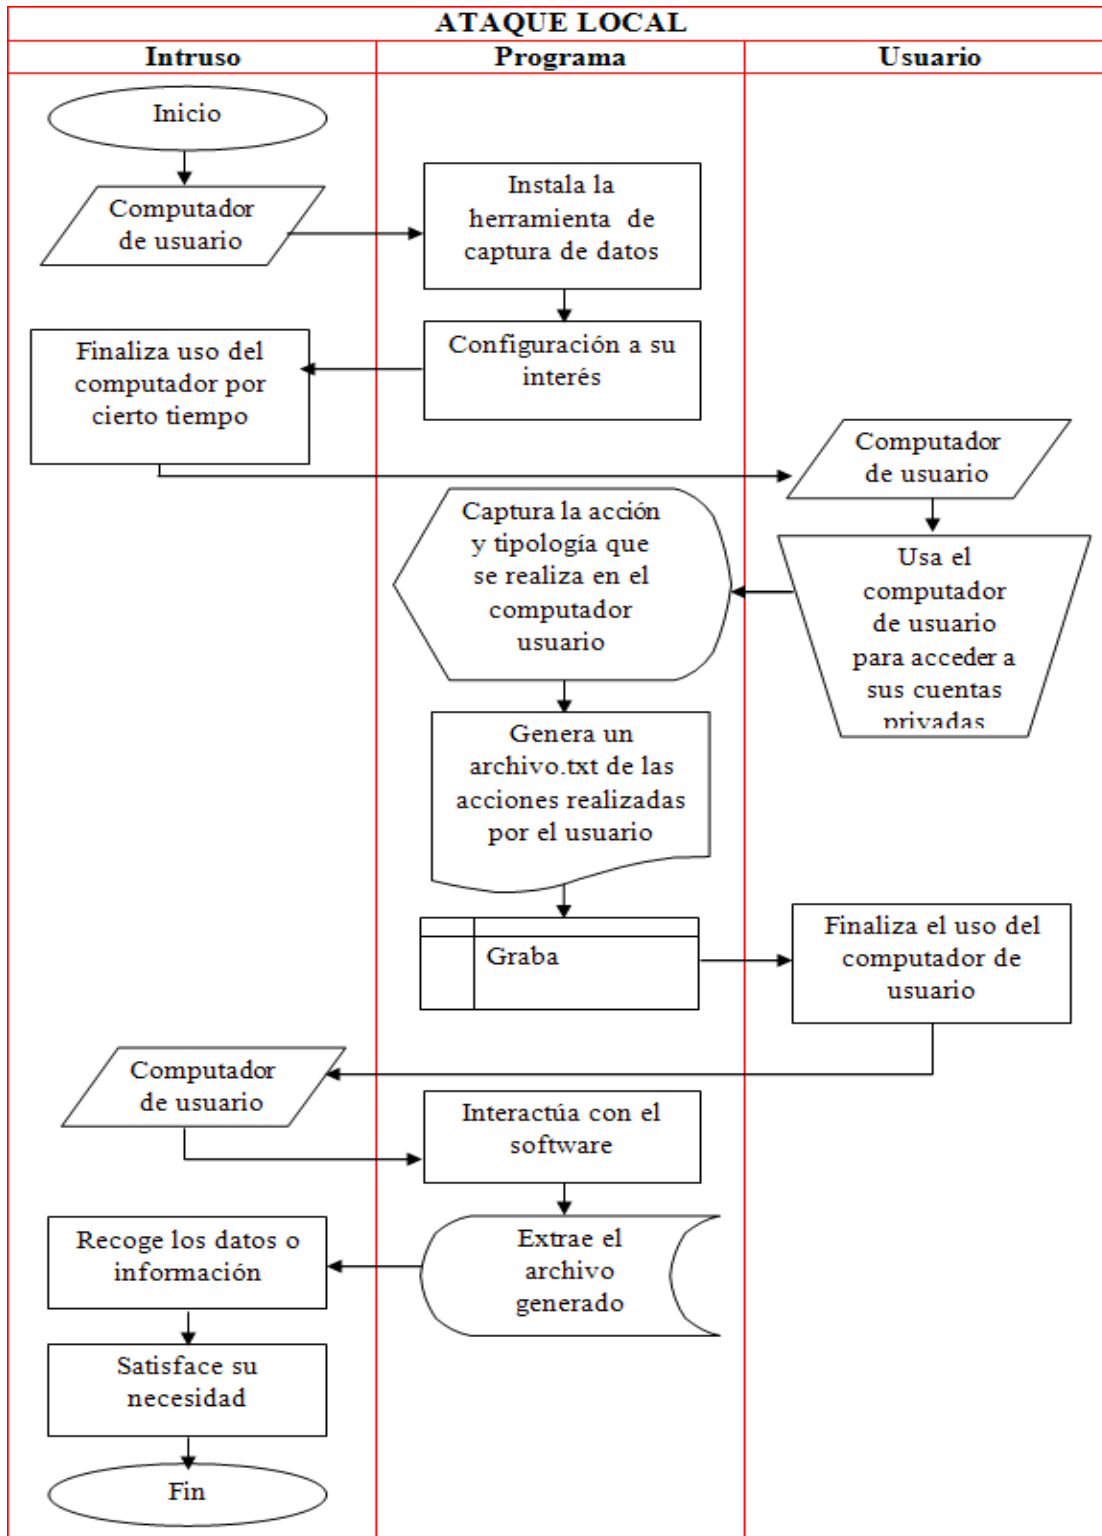 ATAQUE LOCAL
Intruso
Programa
Usuario
Inicio
Computador
de usuario
Instala la
herramienta de
captura de datos
Configuración a su
interés
Finaliza uso del
computador por
cierto tiempo
Computador
de usuario
Usa el
computador
de usuario
para acceder a
sus cuentas
privadas
Captura la acción
y tipología que
se realiza en el
computador
usuario
Genera un
archivo.txt de las
acciones realizadas
por el usuario
Graba
Finaliza el uso del
computador de
usuario
Computador
de usuario
Interactúa con el
software
Extrae el
archivo
generado
Recoge los datos o
información
Satisface su
necesidad
Fin